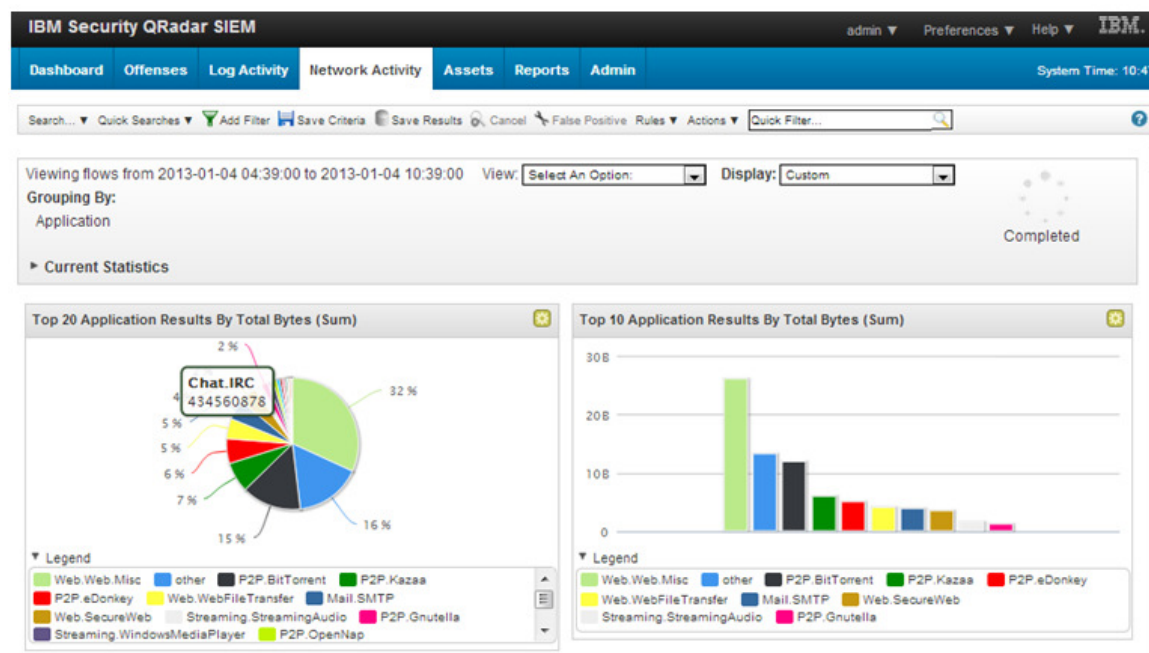 IBM Security QRadar SIEM
admin ▼ Preferences ▼ Help ▼ IBM.
Dashboard Offenses Log Activity Network Activity Assets Reports Admin System Time: 10:4
Search... ▼ Quick Searches ▼ Add Filter Save Criteria Save Results Cancel False Positive Rules ▼ Actions ▼ Quick Filter...
Viewing flows from 2013-01-04 04:39:00 to 2013-01-04 10:39:00 View: Select An Option: Display: Custom
Grouping By:
Application
Completed
Current Statistics
Top 20 Application Results By Total Bytes (Sum)
2 %
Chat.IRC
434560878
32 %
4
5 %
5 %
6 %
7 %
15 %
16 %
Legend
Web.Web.Misc other P2P.BitTorrent P2P.Kazaa
P2P.eDonkey Web.WebFileTransfer Mail.SMTP
Web.SecureWeb Streaming.StreamingAudio P2P.Gnutella
Streaming.WindowsMediaPlayer P2P.OpenNap
Top 10 Application Results By Total Bytes (Sum)
30B
20B
10B
0
Legend
Web.Web.Misc other P2P.BitTorrent P2P.Kazaa P2P.eDonkey
Web.WebFileTransfer Mail.SMTP Web.SecureWeb
Streaming.StreamingAudio P2P.Gnutella